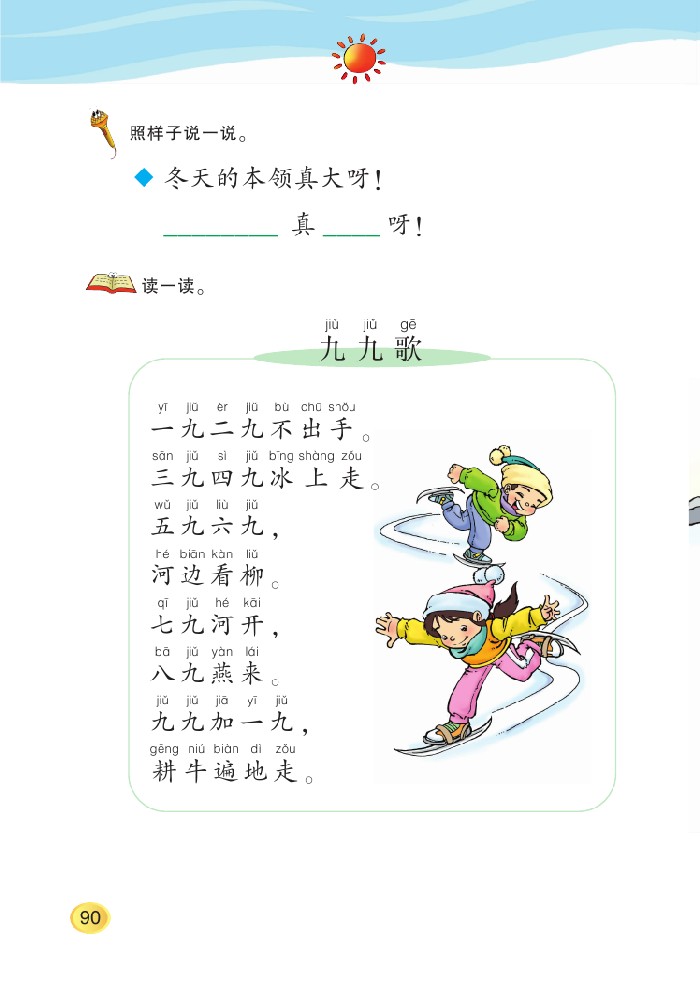 照样子说一说。
冬天的本领真大呀!
________ 真 ____ 呀!
读一读。
jiù jiǔ gē
九九歌
yī jiǔ èr jiǔ bù chū shǒu
一九二九不出手。
sān jiǔ sì jiǔ bīng shàng zǒu
三九四九冰上走。
wǔ jiǔ liù jiǔ
五九六九,
hé biān kàn liǔ
河边看柳。
qī jiǔ hé kāi
七九河开,
bā jiǔ yàn lái
八九燕来。
jiǔ jiǔ jiā yī jiǔ
九九加一九,
gēng niú biàn dì zǒu
耕牛遍地走。
90